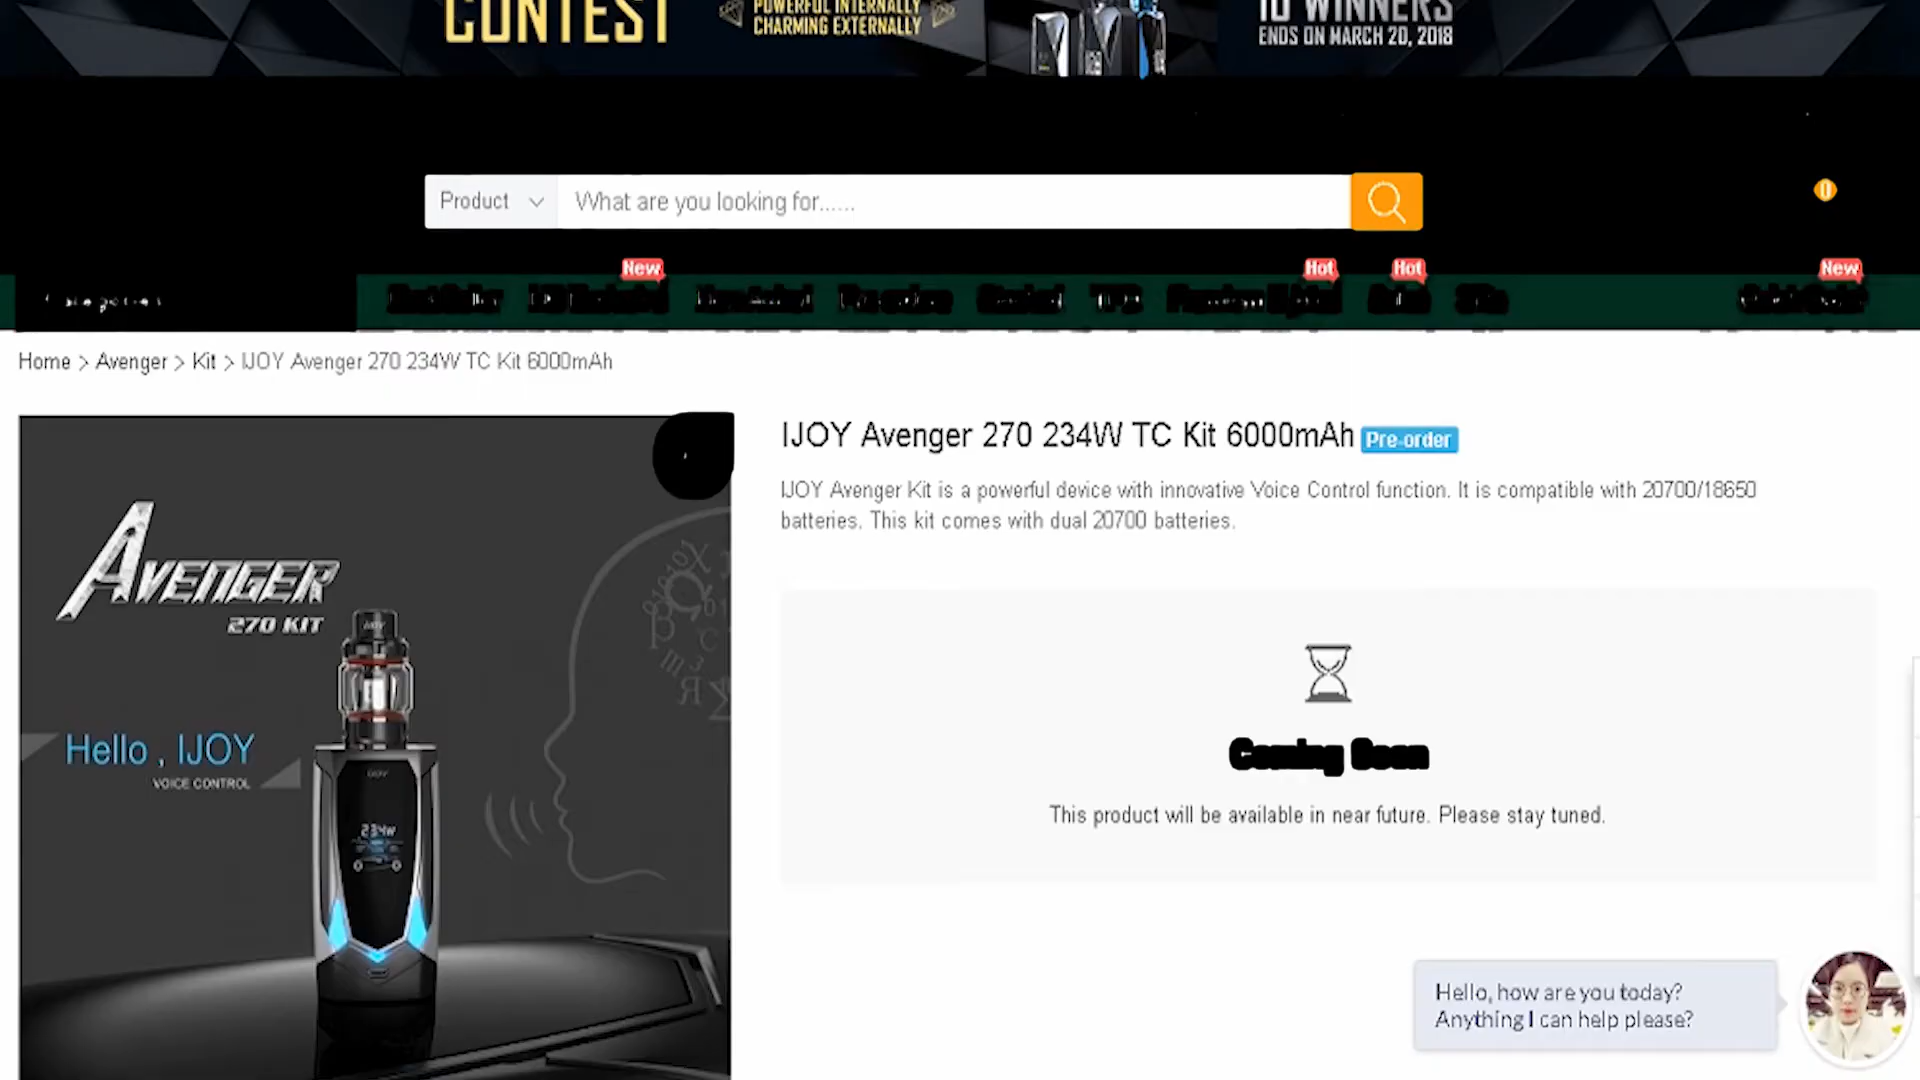 CONTEST
POWERFUL INTERNALLY
CHARMING EXTERNALLY
10 WINNERS
ENDS ON MARCH 20, 2018
Product
What are you looking for......
0
New
Hot
Hot
New
Home > Avenger > Kit > IJOY Avenger 270 234W TC Kit 6000mAh
AVENGER
270 KIT
IJOY
Hello , IJOY
VOICE CONTROL
IJOY
234W
IJOY Avenger 270 234W TC Kit 6000mAh Pre-order
IJOY Avenger Kit is a powerful device with innovative Voice Control function. It is compatible with 20700/18650
batteries. This kit comes with dual 20700 batteries.
Coming Soon
This product will be available in near future. Please stay tuned.
Hello, how are you today?
Anything I can help please?